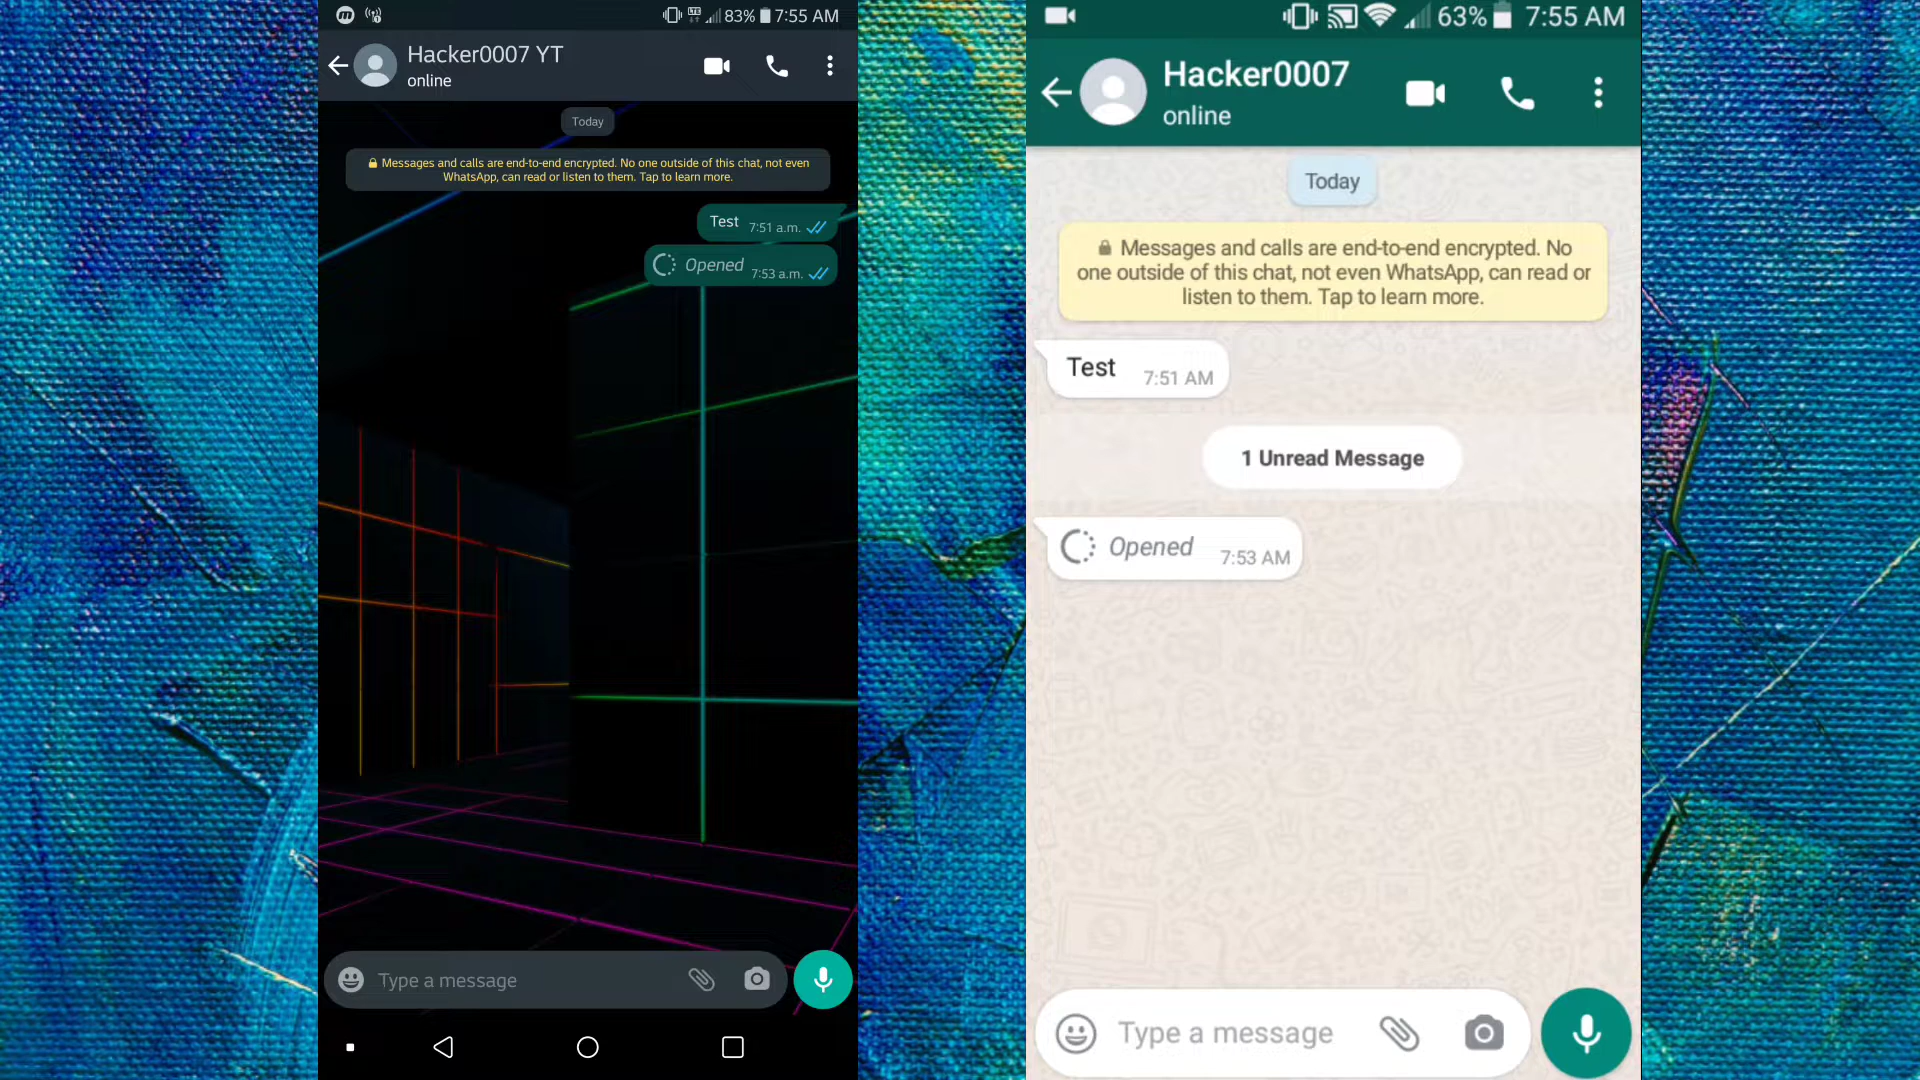 LTE 83% 7:55 AM
Hacker0007 YT
online
Today
Messages and calls are end-to-end encrypted. No one outside of this chat, not even
WhatsApp, can read or listen to them. Tap to learn more.
Test 7:51 a.m.
Opened 7:53 a.m.
Type a message
63% 7:55 AM
Hacker0007
online
Today
Messages and calls are end-to-end encrypted. No
one outside of this chat, not even WhatsApp, can read or
listen to them. Tap to learn more.
Test 7:51 AM
1 Unread Message
Opened 7:53 AM
Type a message